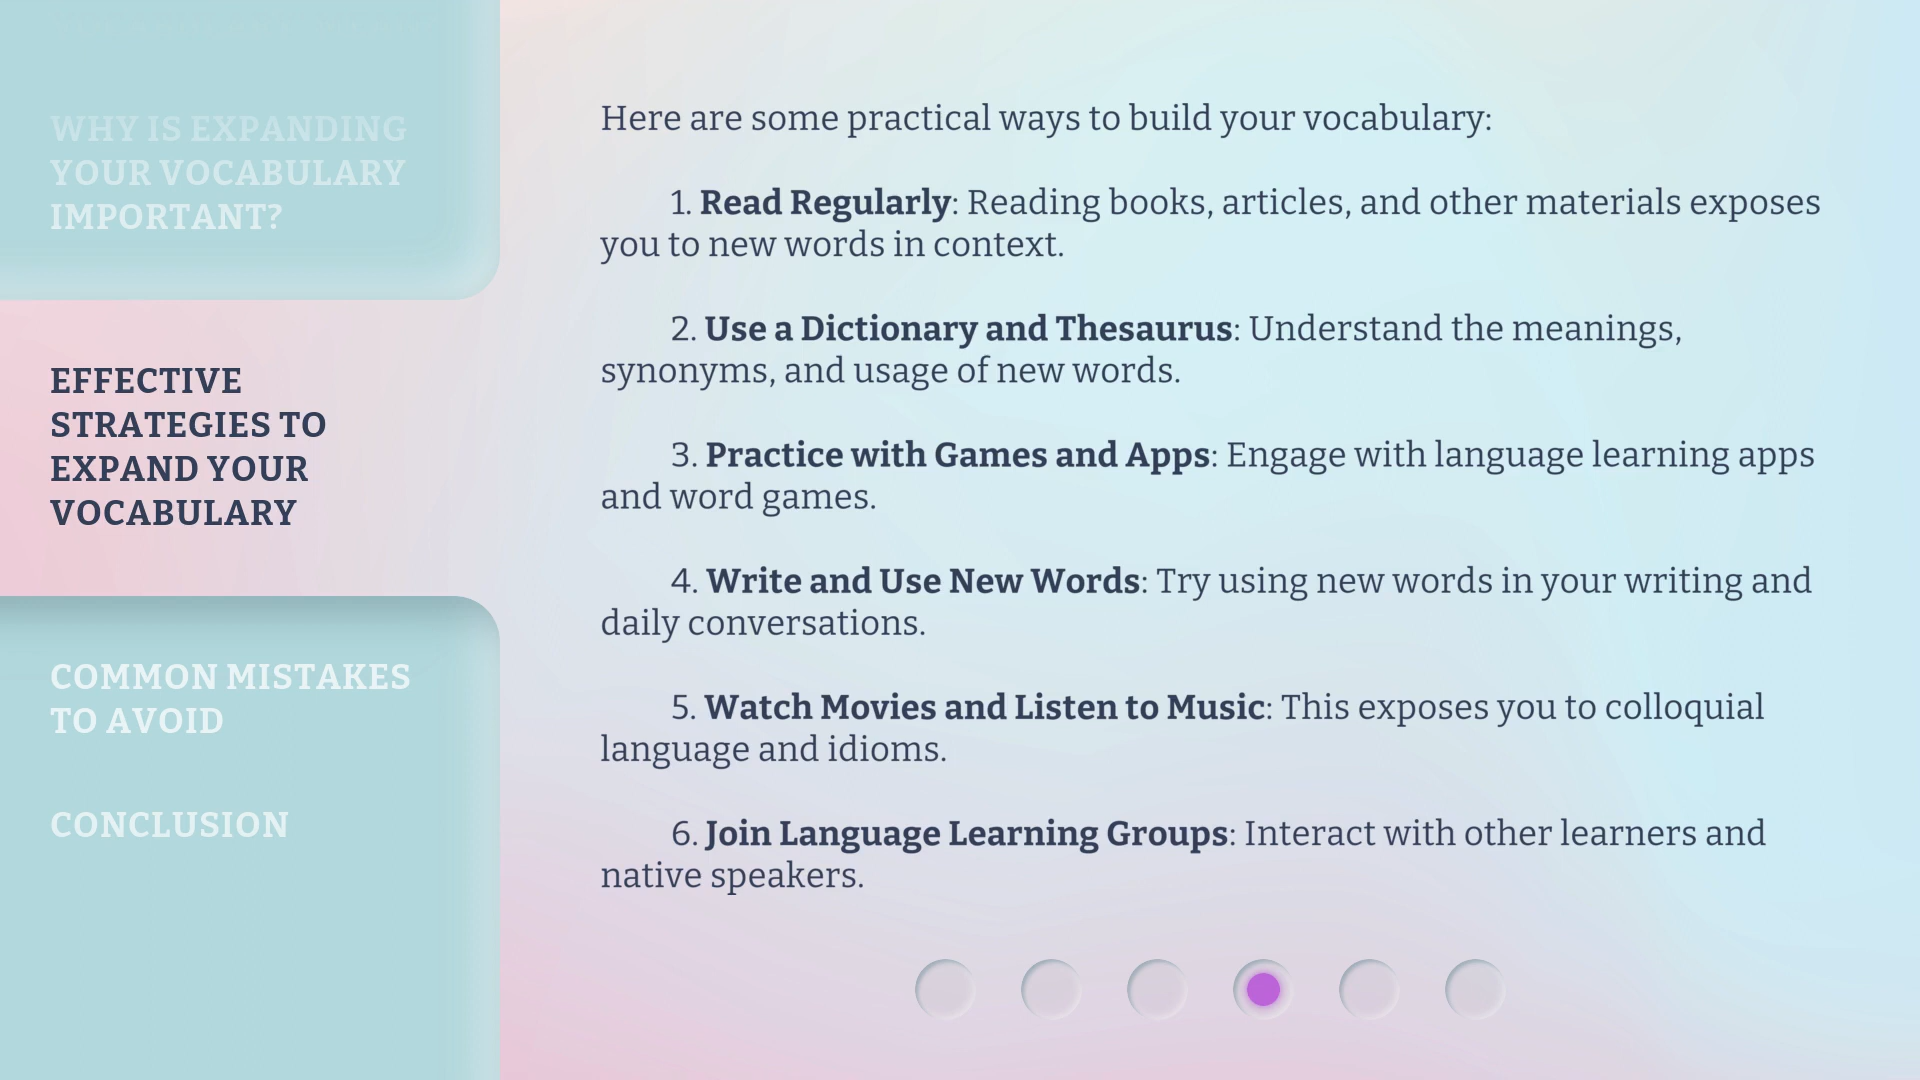 WHY IS EXPANDING
YOUR VOCABULARY
IMPORTANT?
EFFECTIVE
STRATEGIES TO
EXPAND YOUR
VOCABULARY
COMMON MISTAKES
TO AVOID
CONCLUSION
Here are some practical ways to build your vocabulary:
1. Read Regularly: Reading books, articles, and other materials exposes
you to new words in context.
2. Use a Dictionary and Thesaurus: Understand the meanings,
synonyms, and usage of new words.
3. Practice with Games and Apps: Engage with language learning apps
and word games.
4. Write and Use New Words: Try using new words in your writing and
daily conversations.
5. Watch Movies and Listen to Music: This exposes you to colloquial
language and idioms.
6. Join Language Learning Groups: Interact with other learners and
native speakers.